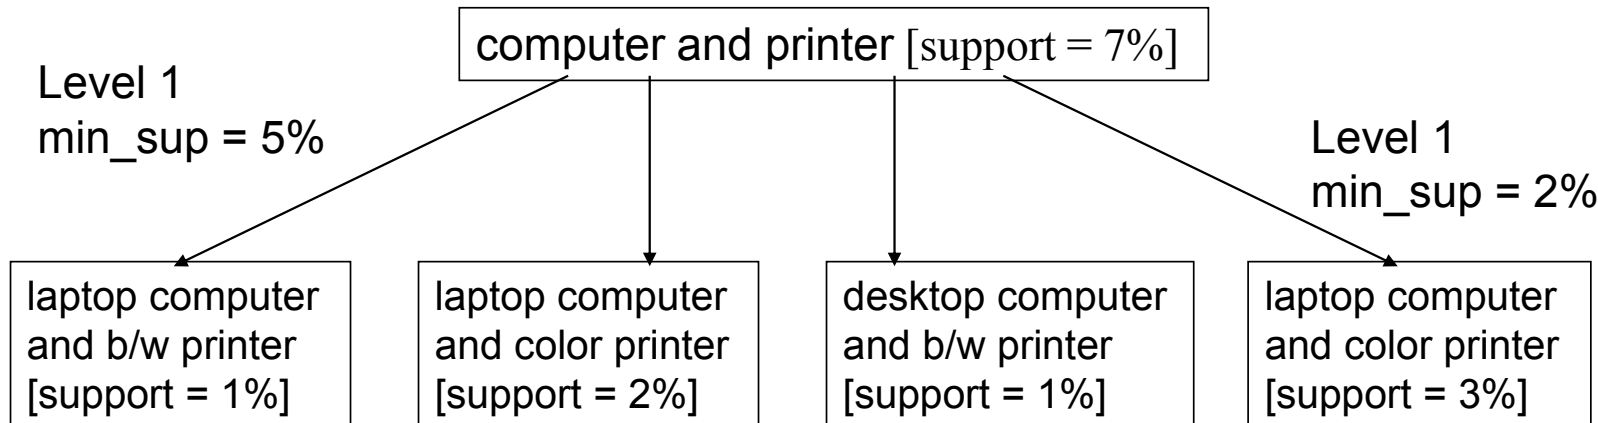 computer and printer [support = 7%]
Level 1
min_sup = 5%
Level 1
min_sup = 2%
laptop computer
and b/w printer
[support = 1%]
laptop computer
and color printer
[support = 2%]
desktop computer
and b/w printer
[support = 1%]
laptop computer
and color printer
[support = 3%]